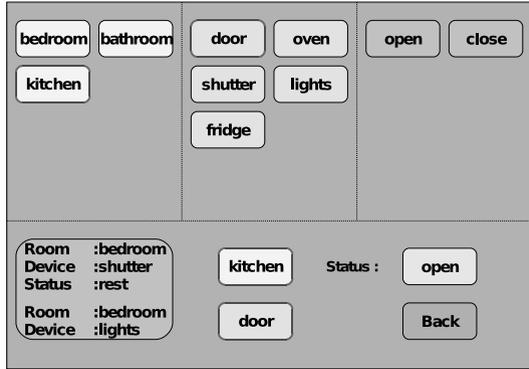 bedroom bathroom door oven open close
kitchen shutter lights
fridge
Room :bedroom
Device :shutter
Status :rest
Room :bedroom
Device :lights
kitchen Status : open
door Back